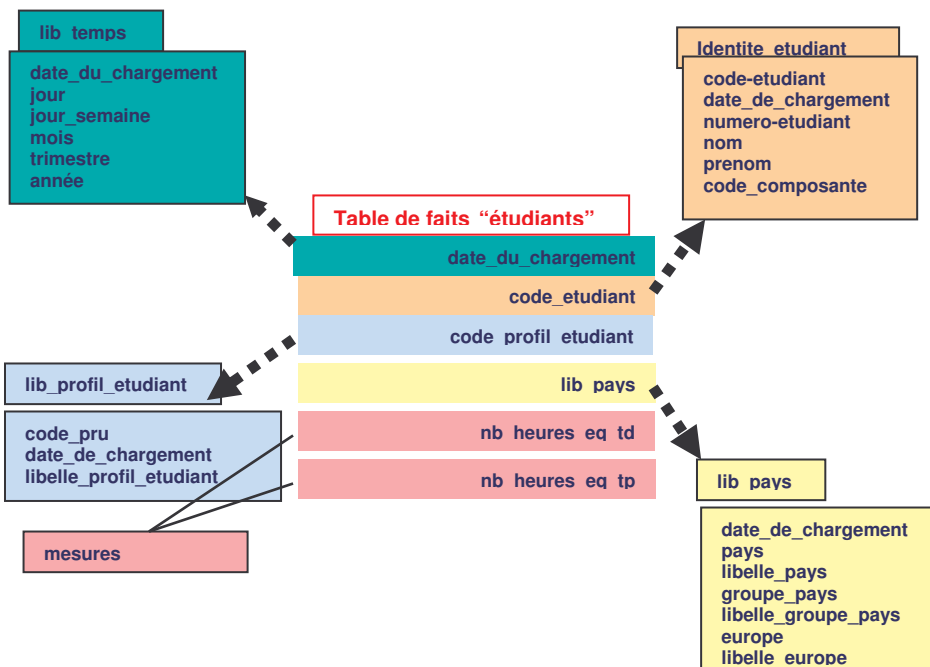 lib_temps
date_du_chargement
jour
jour_semaine
mois
trimestre
année
Identite_etudiant
code-etudiant
date_de_chargement
numero-etudiant
nom
prenom
code_composante
Table de faits “étudiants”
date_du_chargement
code_etudiant
code_profil_etudiant
lib_pays
nb_heures_eq_td
nb_heures_eq_tp
lib_profil_etudiant
code_pru
date_de_chargement
libelle_profil_etudiant
mesures
lib_pays
date_de_chargement
pays
libelle_pays
groupe_pays
libelle_groupe_pays
europe
libelle_europe